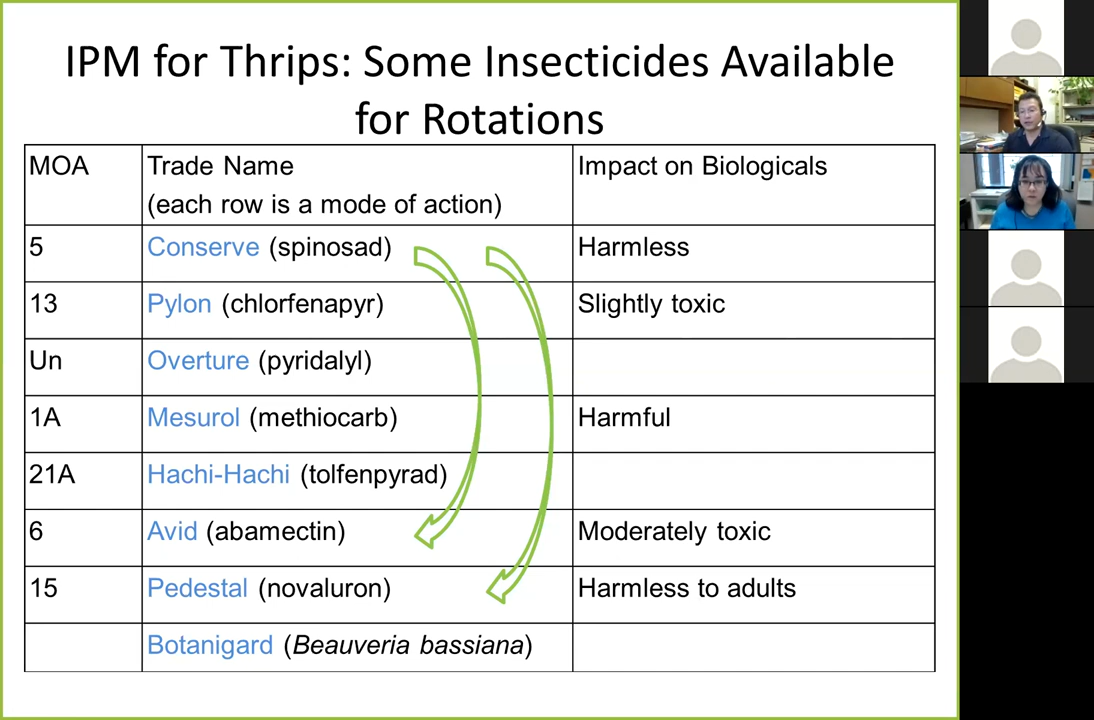 IPM for Thrips: Some Insecticides Available
for Rotations
MOA Trade Name Impact on Biologicals
(each row is a mode of action)
5 Conserve (spinosad) Harmless
13 Pylon (chlorfenapyr) Slightly toxic
Un Overture (pyridalyl)
1A Mesurol (methiocarb) Harmful
21A Hachi-Hachi (tolfenpyrad)
6 Avid (abamectin) Moderately toxic
15 Pedestal (novaluron) Harmless to adults
Botanigard (Beauveria bassiana)